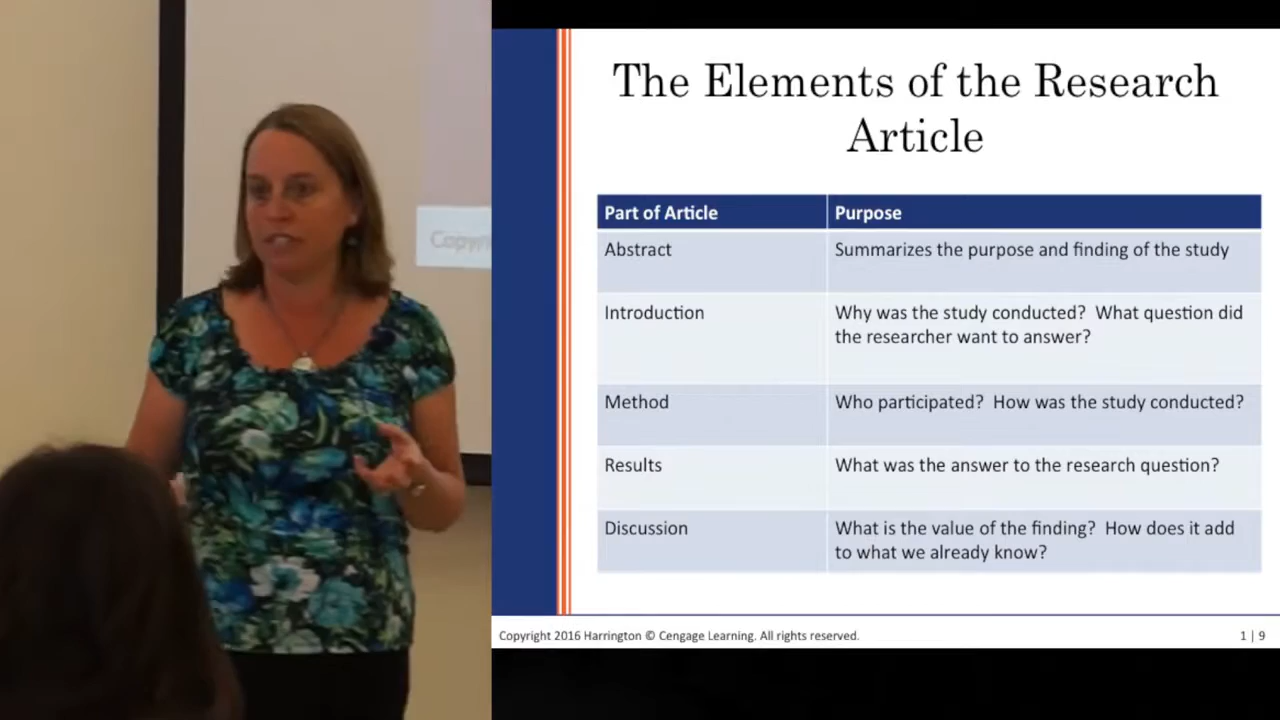 The Elements of the Research
Article
Part of Article
Purpose
Abstract
Summarizes the purpose and finding of the study
Introduction
Why was the study conducted? What question did
the researcher want to answer?
Method
Who participated? How was the study conducted?
Results
What was the answer to the research question?
Discussion
What is the value of the finding? How does it add
to what we already know?
Copyright 2016 Harrington © Cengage Learning. All rights reserved.
1 | 9